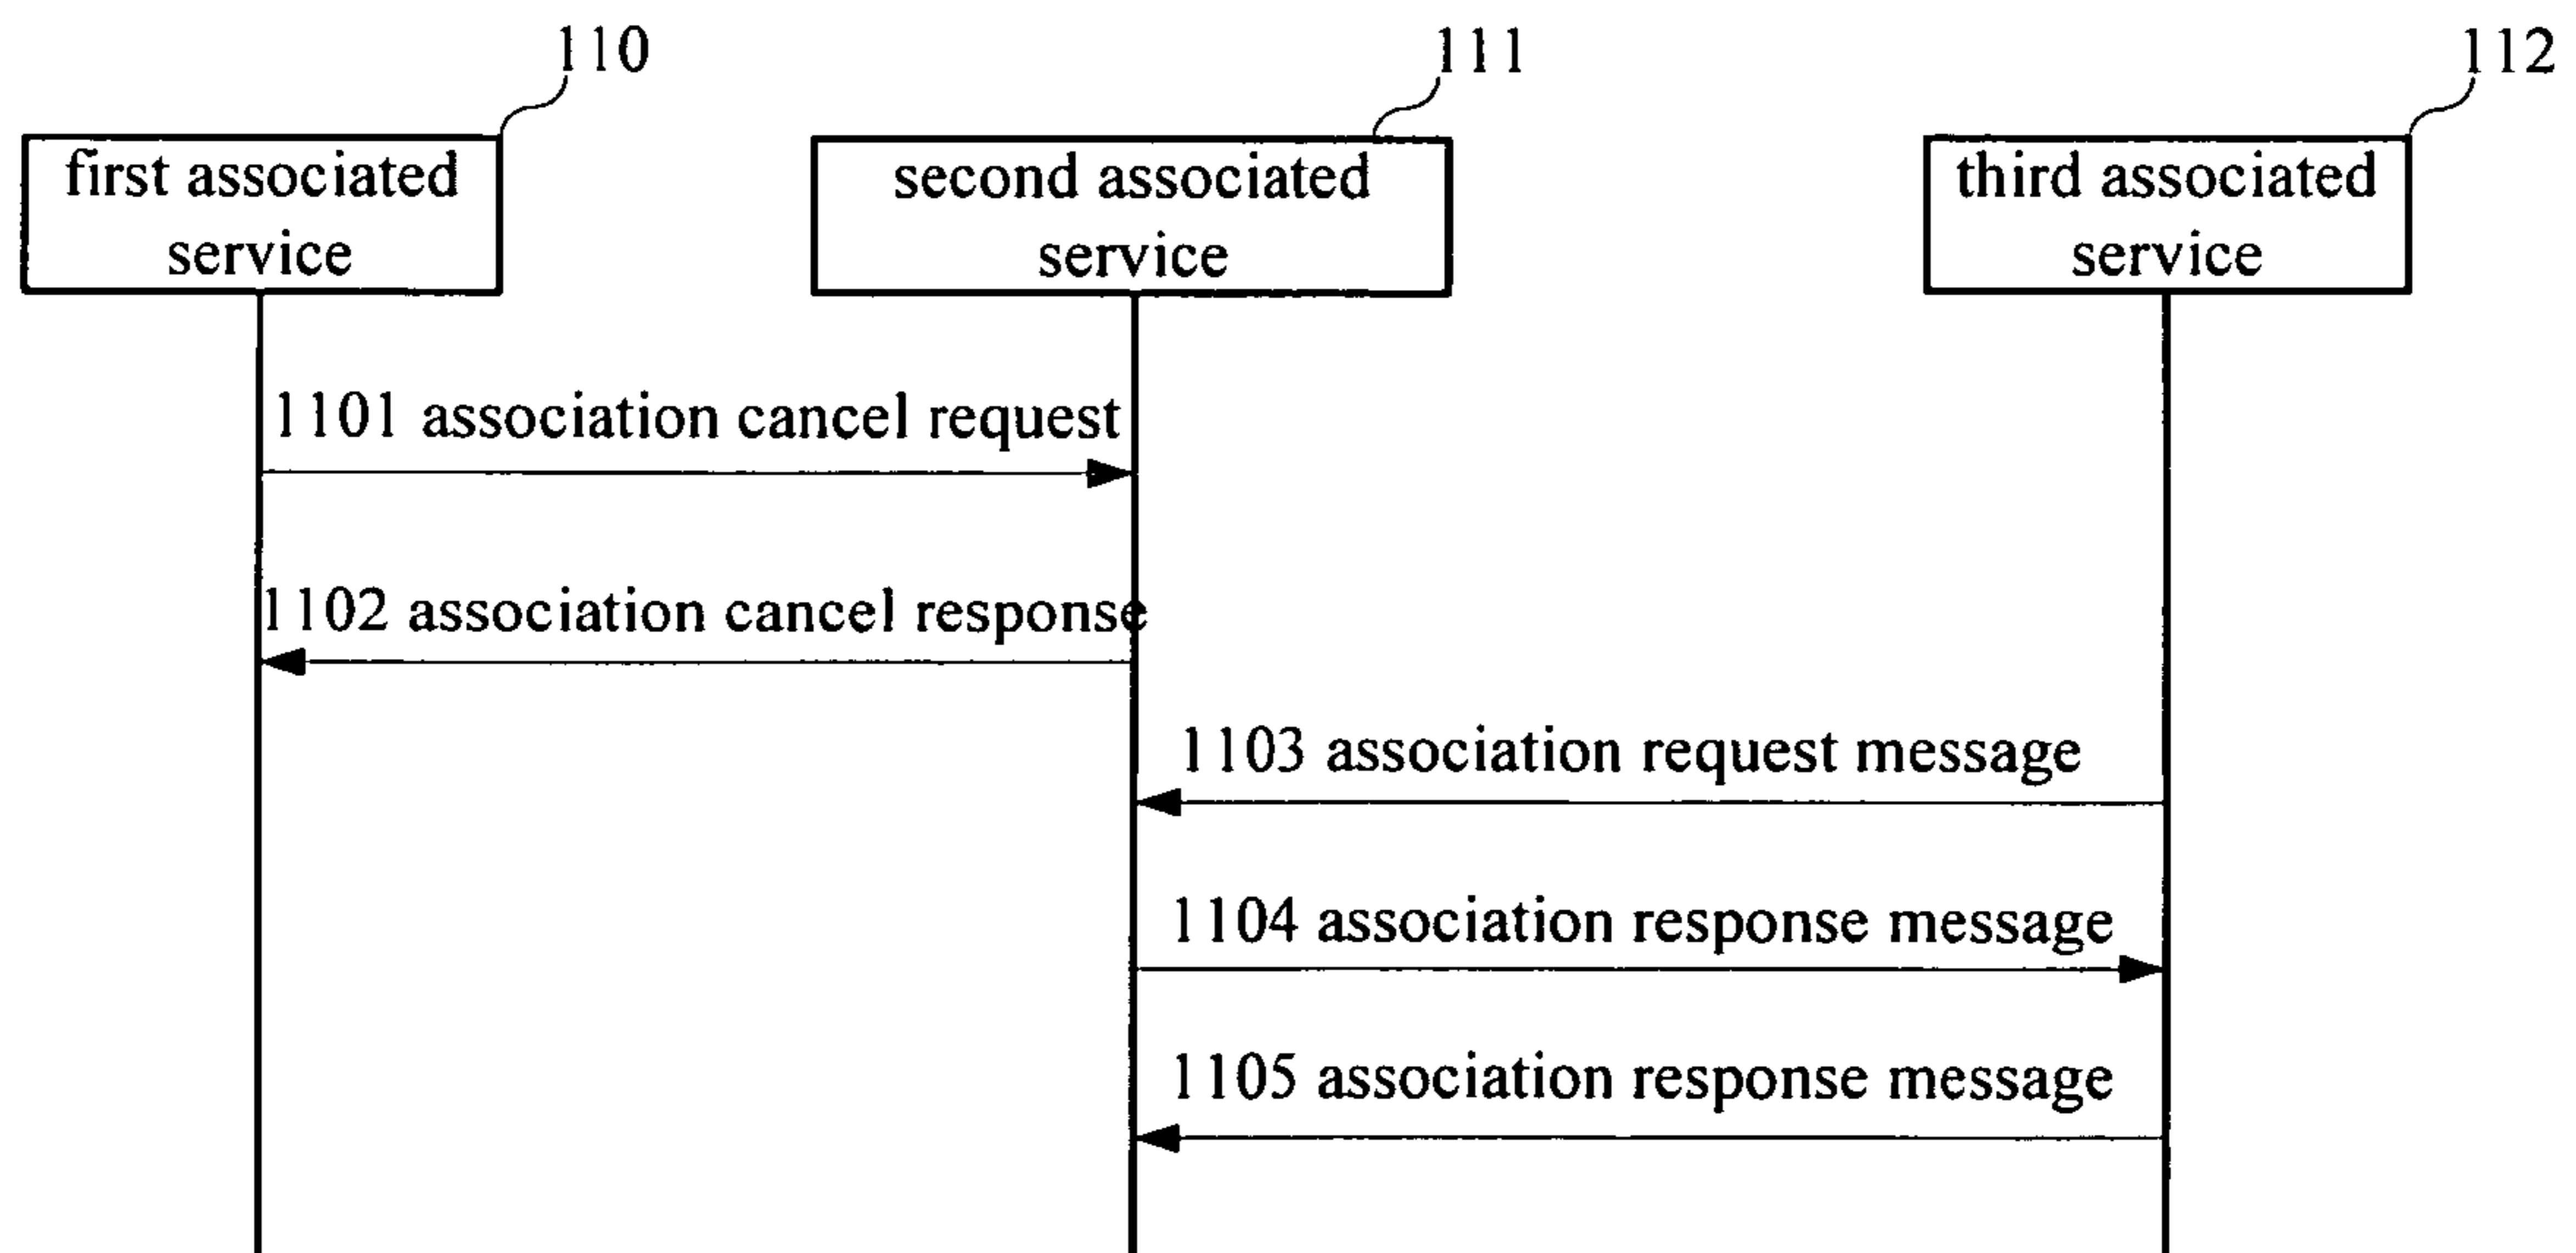 110
111
112
first associated
service
second associated
service
third associated
service
1101 association cancel request
1102 association cancel response
1103 association request message
1104 association response message
1105 association response message